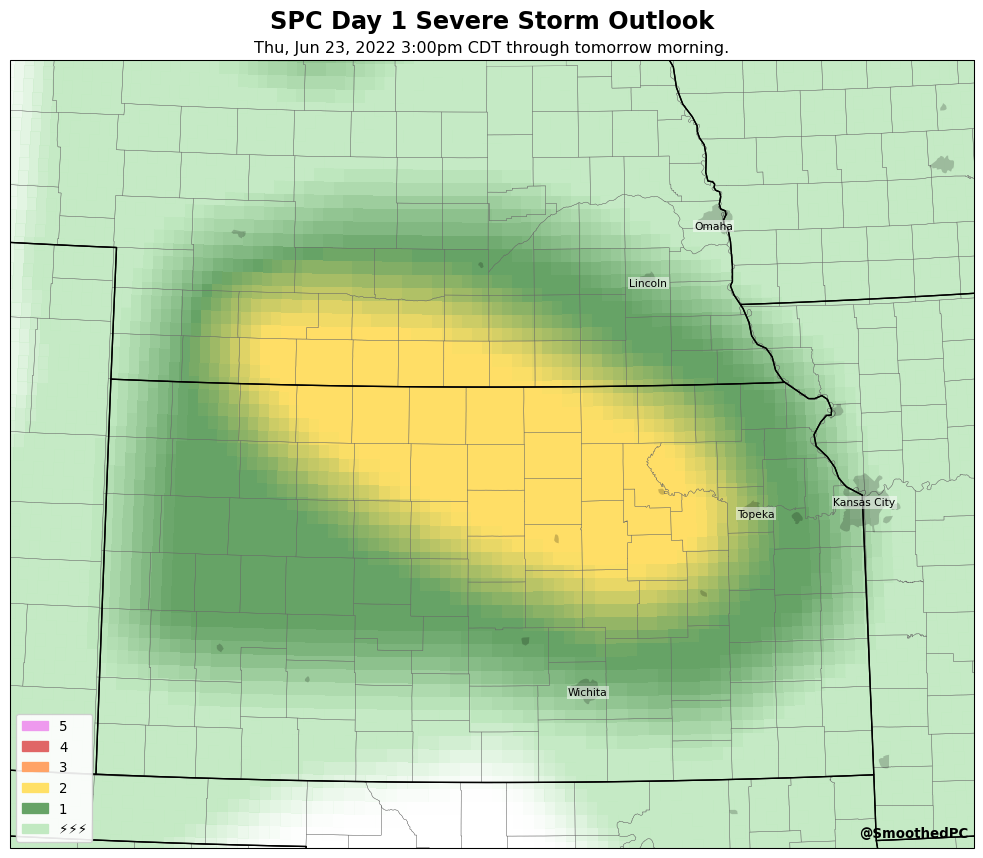 SPC Day 1 Severe Storm Outlook
Thu, Jun 23, 2022 3:00pm CDT through tomorrow morning.
Omaha
Lincoln
Kansas City
Topeka
Wichita
5
4
3
2
1
⚡⚡⚡
@SmoothedPC